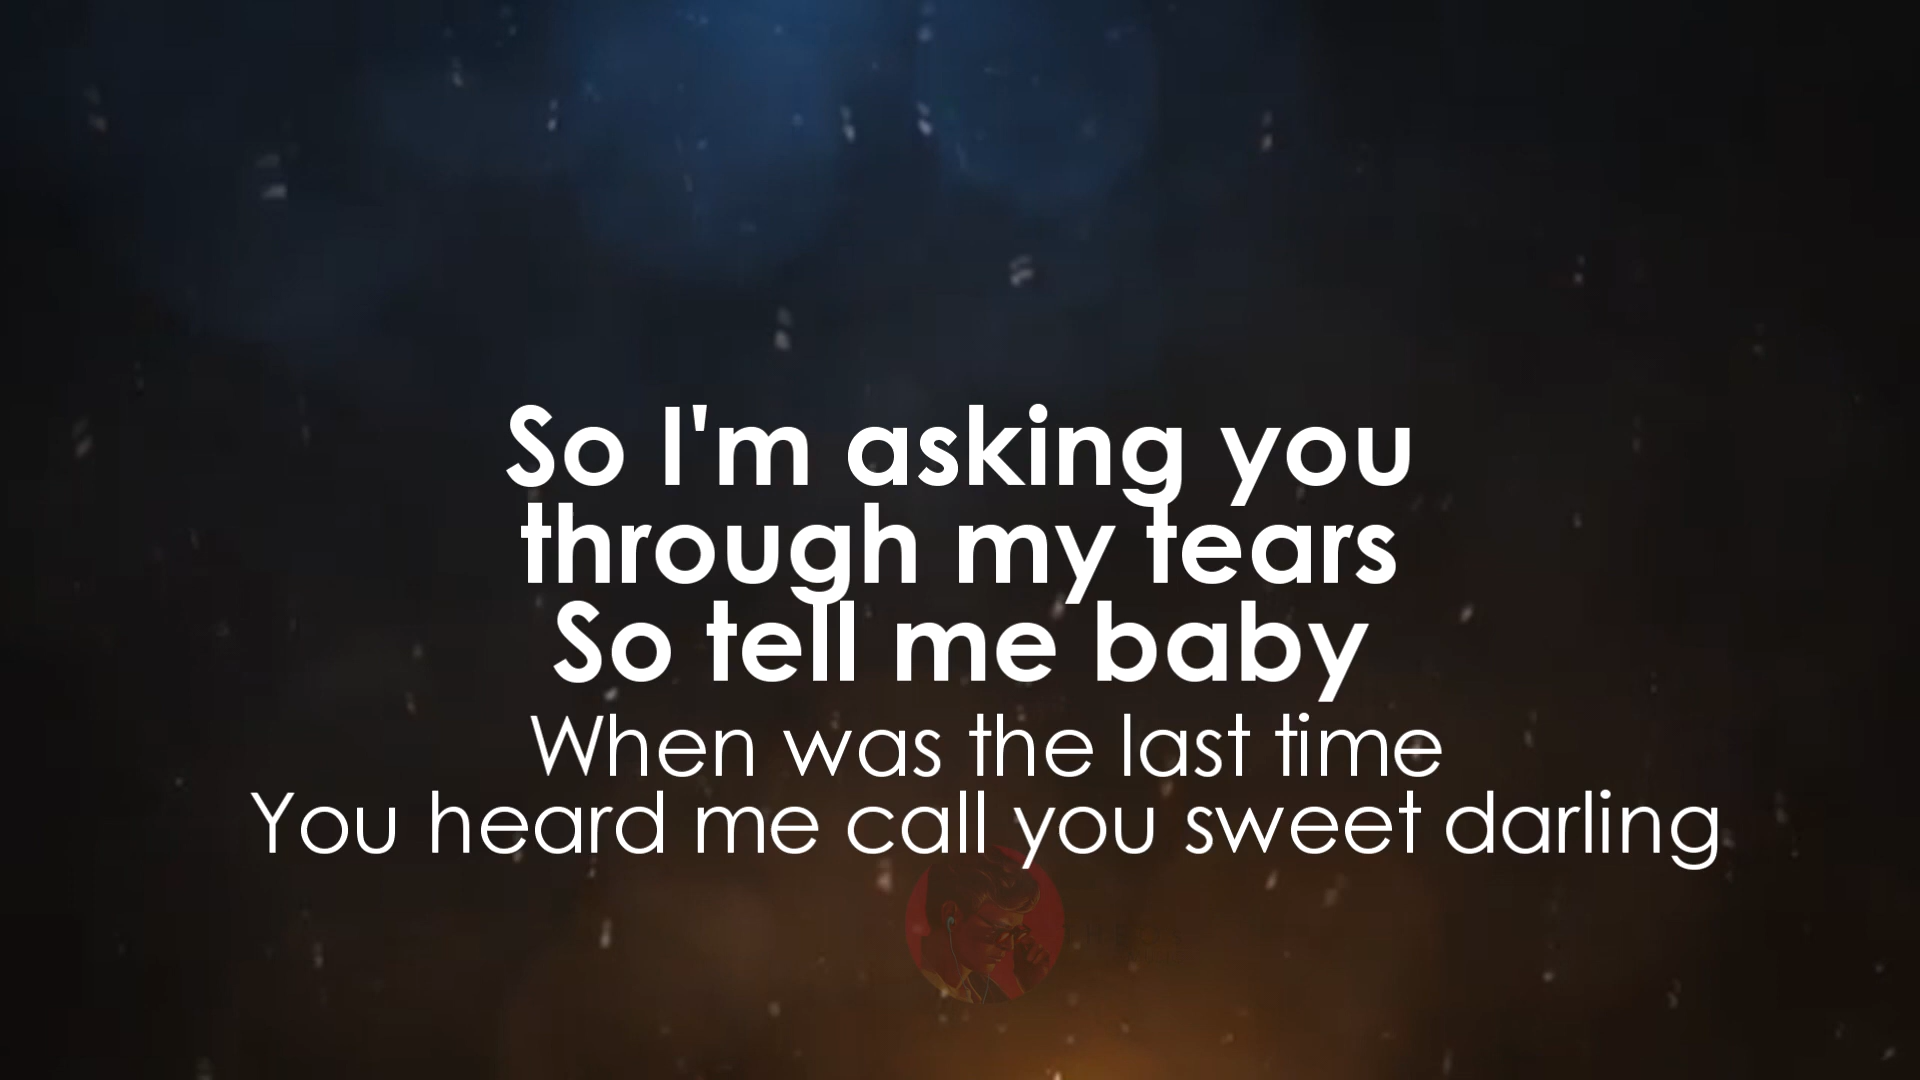 So I'm asking you
through my tears
So tell me baby
When was the last time
You heard me call you sweet darling